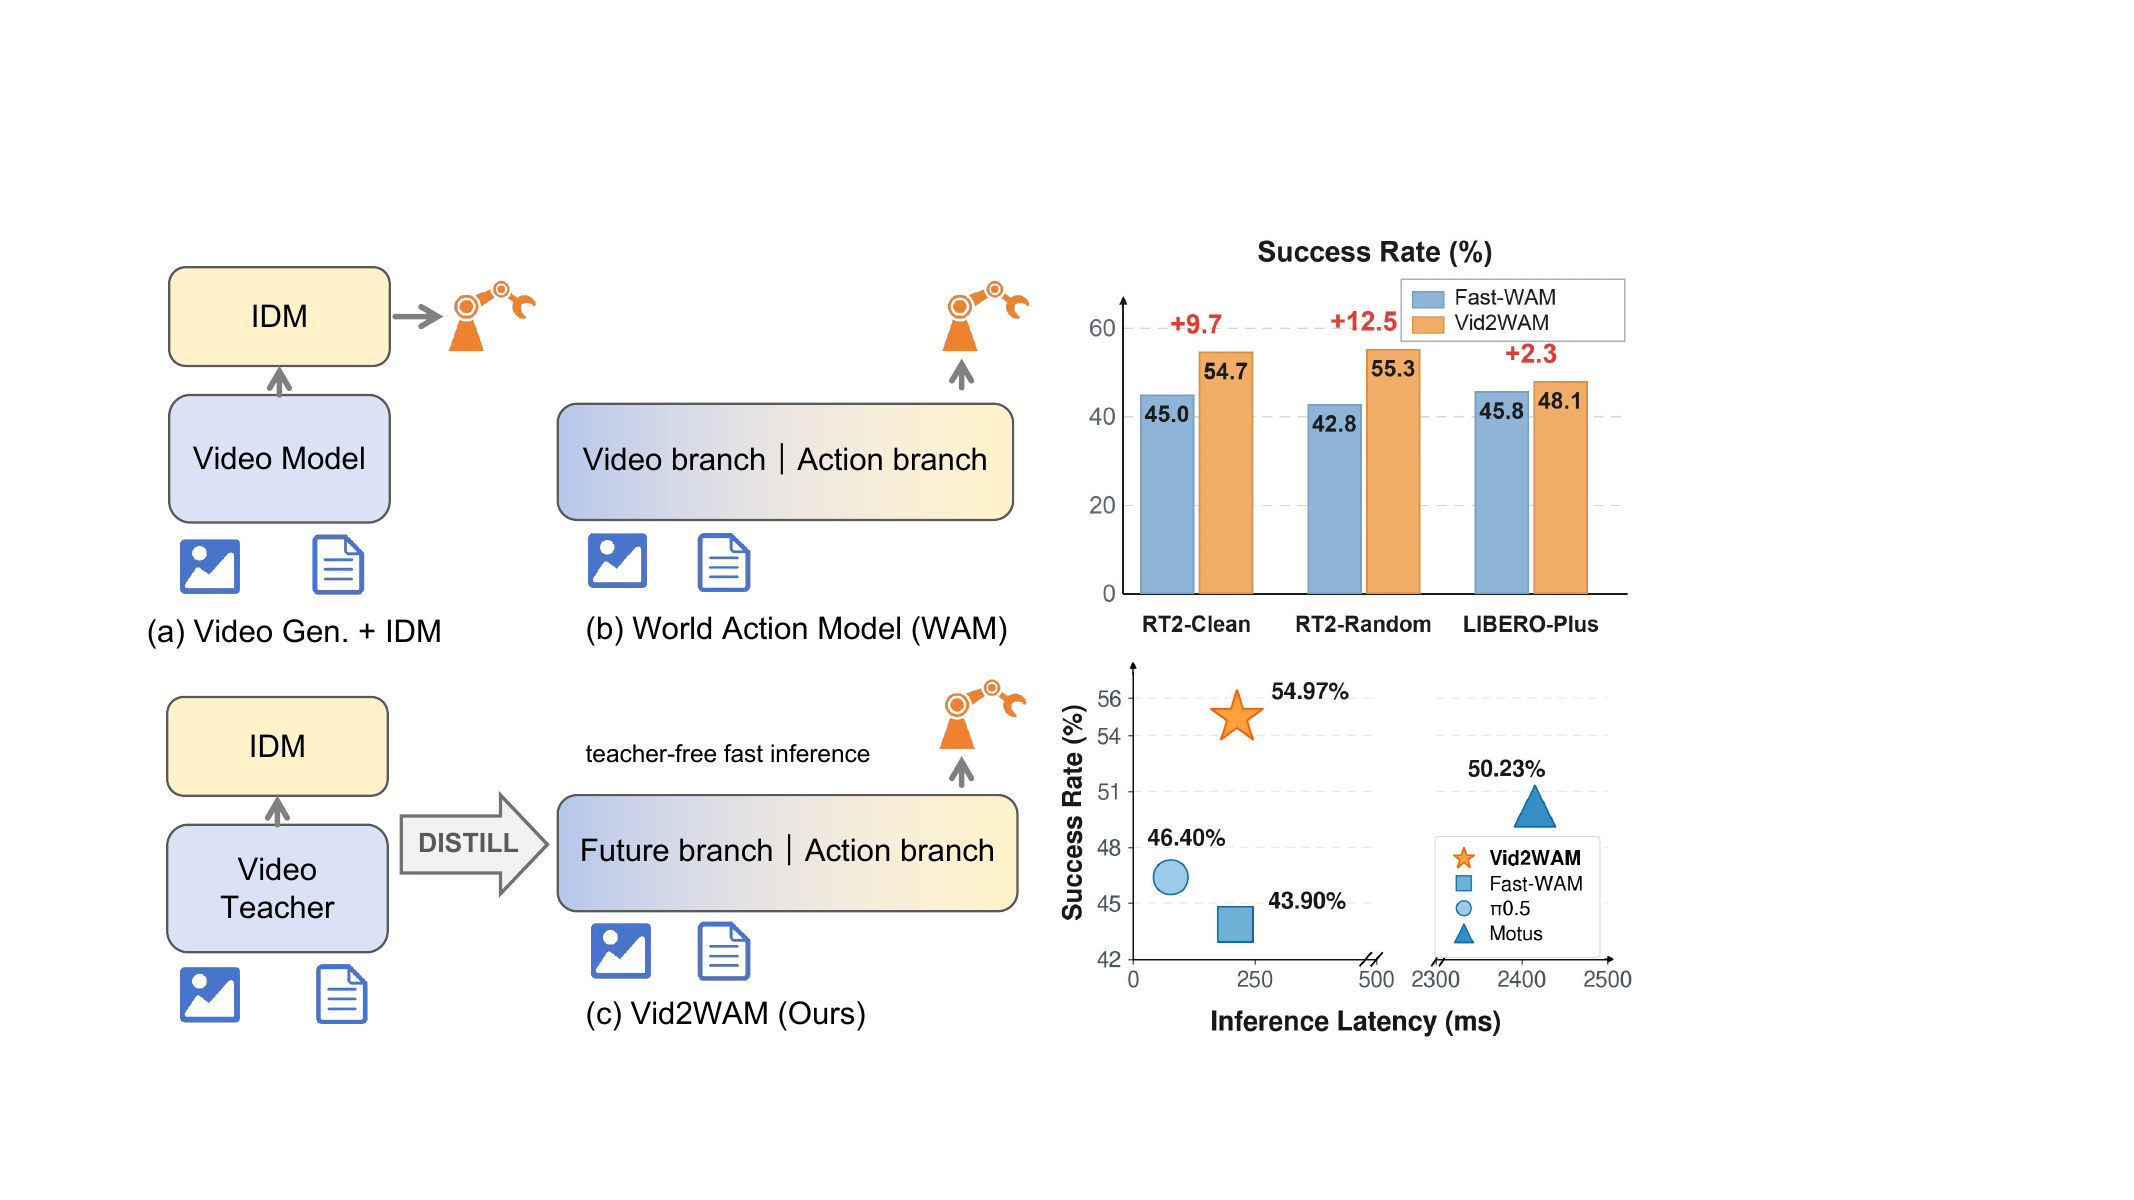 IDM
Video Model
(a) Video Gen. + IDM
Video branch | Action branch
(b) World Action Model (WAM)
IDM
Video
Teacher
DISTILL
teacher-free fast inference
Future branch | Action branch
(c) Vid2WAM (Ours)
Success Rate (%)
Fast-WAM
Vid2WAM
+9.7
+12.5
+2.3
60
40
20
0
45.0
54.7
42.8
55.3
45.8
48.1
RT2-Clean
RT2-Random
LIBERO-Plus
Success Rate (%)
56
54
51
48
45
42
54.97%
50.23%
46.40%
43.90%
Vid2WAM
Fast-WAM
π0.5
Motus
0
250
500
2300
2400
2500
Inference Latency (ms)